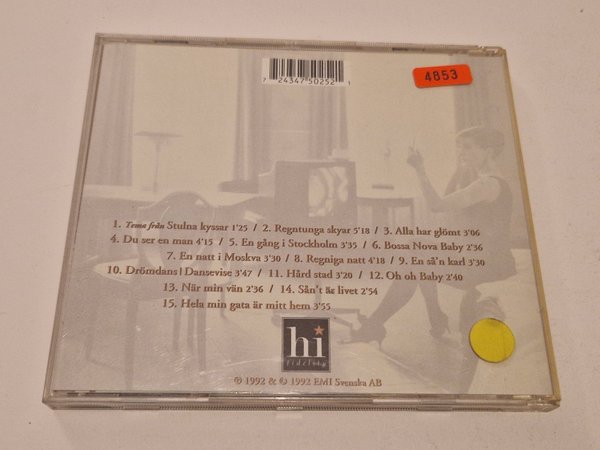 7 24347 50252 1
4853
1. Tema från Stulna kyssar 1'25 / 2. Regntunga skyar 5'18 / 3. Alla har glömt 3'06
4. Du ser en man 4'15 / 5. En gång i Stockholm 3'35 / 6. Bossa Nova Baby 2'36
7. En natt i Moskva 3'30 / 8. Regniga natt 4'18 / 9. En så'n karl 3'30
10. Drömdans I Dansevise 3'47 / 11. Hård stad 3'20 / 12. Oh oh Baby 2'40
13. När min vän 2'36 / 14. Sån't är livet 2'54
15. Hela min gata är mitt hem 3'55
hi
fidelity
℗ 1992 & © 1992 EMI Svenska AB